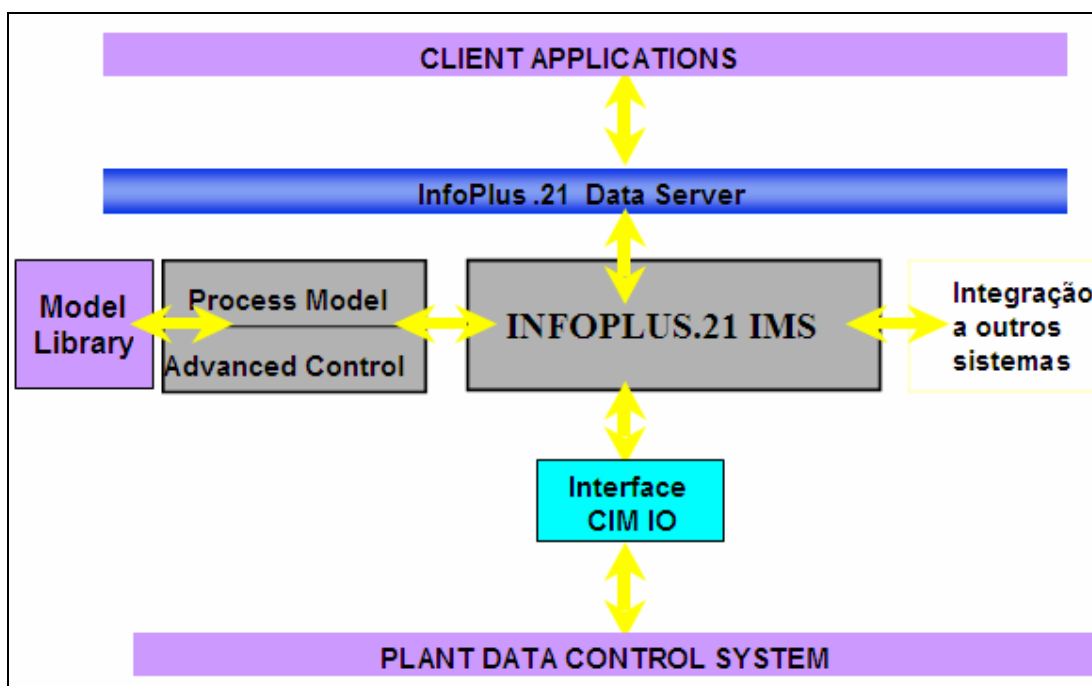 CLIENT APPLICATIONS
InfoPlus .21 Data Server
Model
Library
Process Model
Advanced Control
INFOPLUS.21 IMS
Integração
a outros
sistemas
Interface
CIM IO
PLANT DATA CONTROL SYSTEM